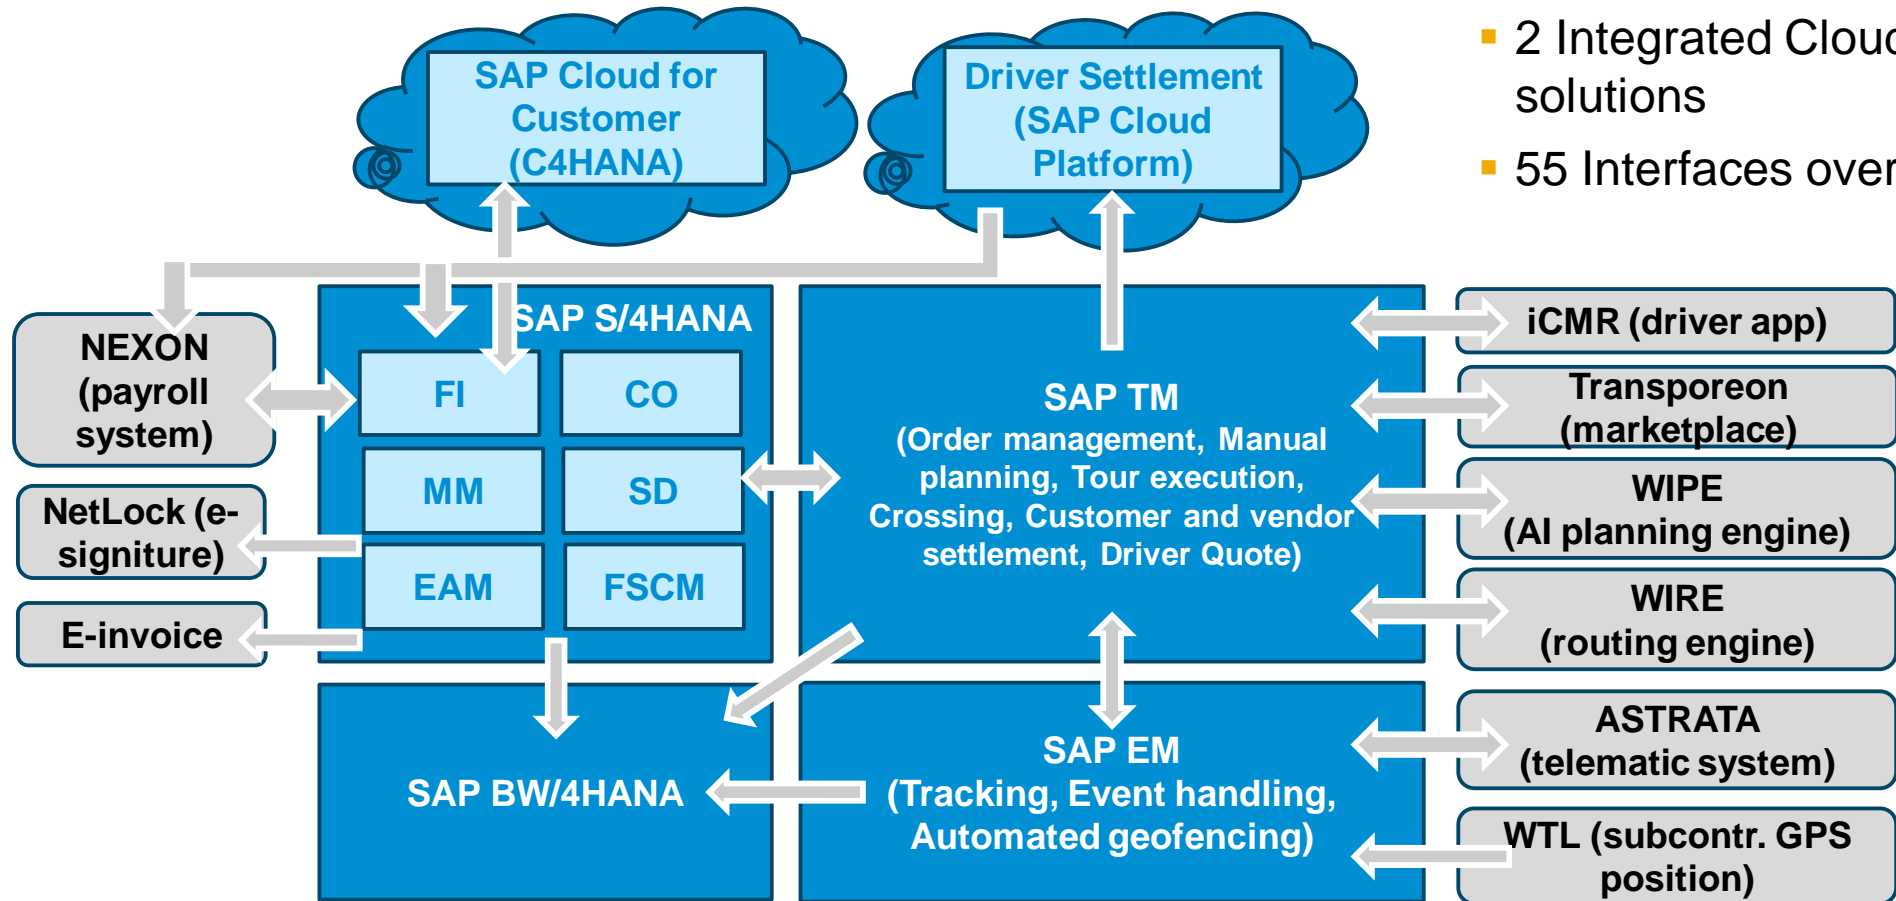 SAP Cloud for
Customer
(C4HANA)
Driver Settlement
(SAP Cloud
Platform)
2 Integrated Cloud
solutions
55 Interfaces over
NEXON
(payroll
system)
NetLock (e-
signiture)
E-invoice
SAP S/4HANA
FI
CO
MM
SD
EAM
FSCM
SAP TM
(Order management, Manual
planning, Tour execution,
Crossing, Customer and vendor
settlement, Driver Quote)
SAP BW/4HANA
SAP EM
(Tracking, Event handling,
Automated geofencing)
iCMR (driver app)
Transporeon
(marketplace)
WIPE
(AI planning engine)
WIRE
(routing engine)
ASTRATA
(telematic system)
WTL (subcontr. GPS
position)